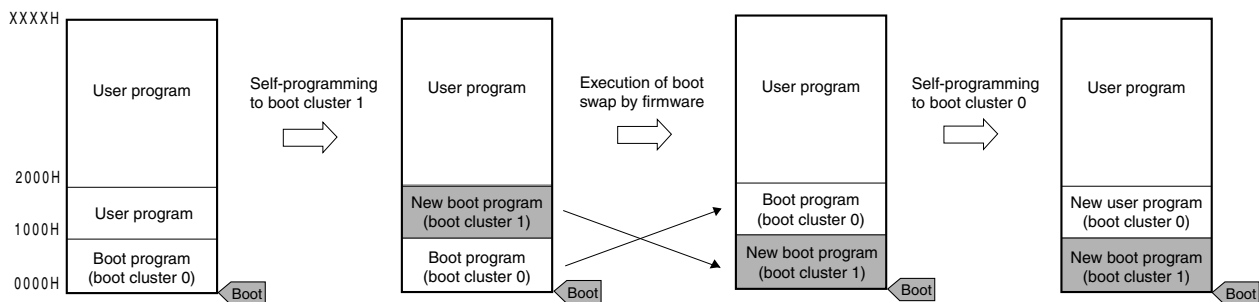 XXXXH
2000H
1000H
0000H
User program
User program
Boot program
(boot cluster 0)
Boot
Self-programming
to boot cluster 1
User program
New boot program
(boot cluster 1)
Boot program
(boot cluster 0)
Boot
Execution of boot
swap by firmware
User program
Boot program
(boot cluster 0)
New boot program
(boot cluster 1)
Boot
Self-programming
to boot cluster 0
User program
New user program
(boot cluster 0)
New boot program
(boot cluster 1)
Boot